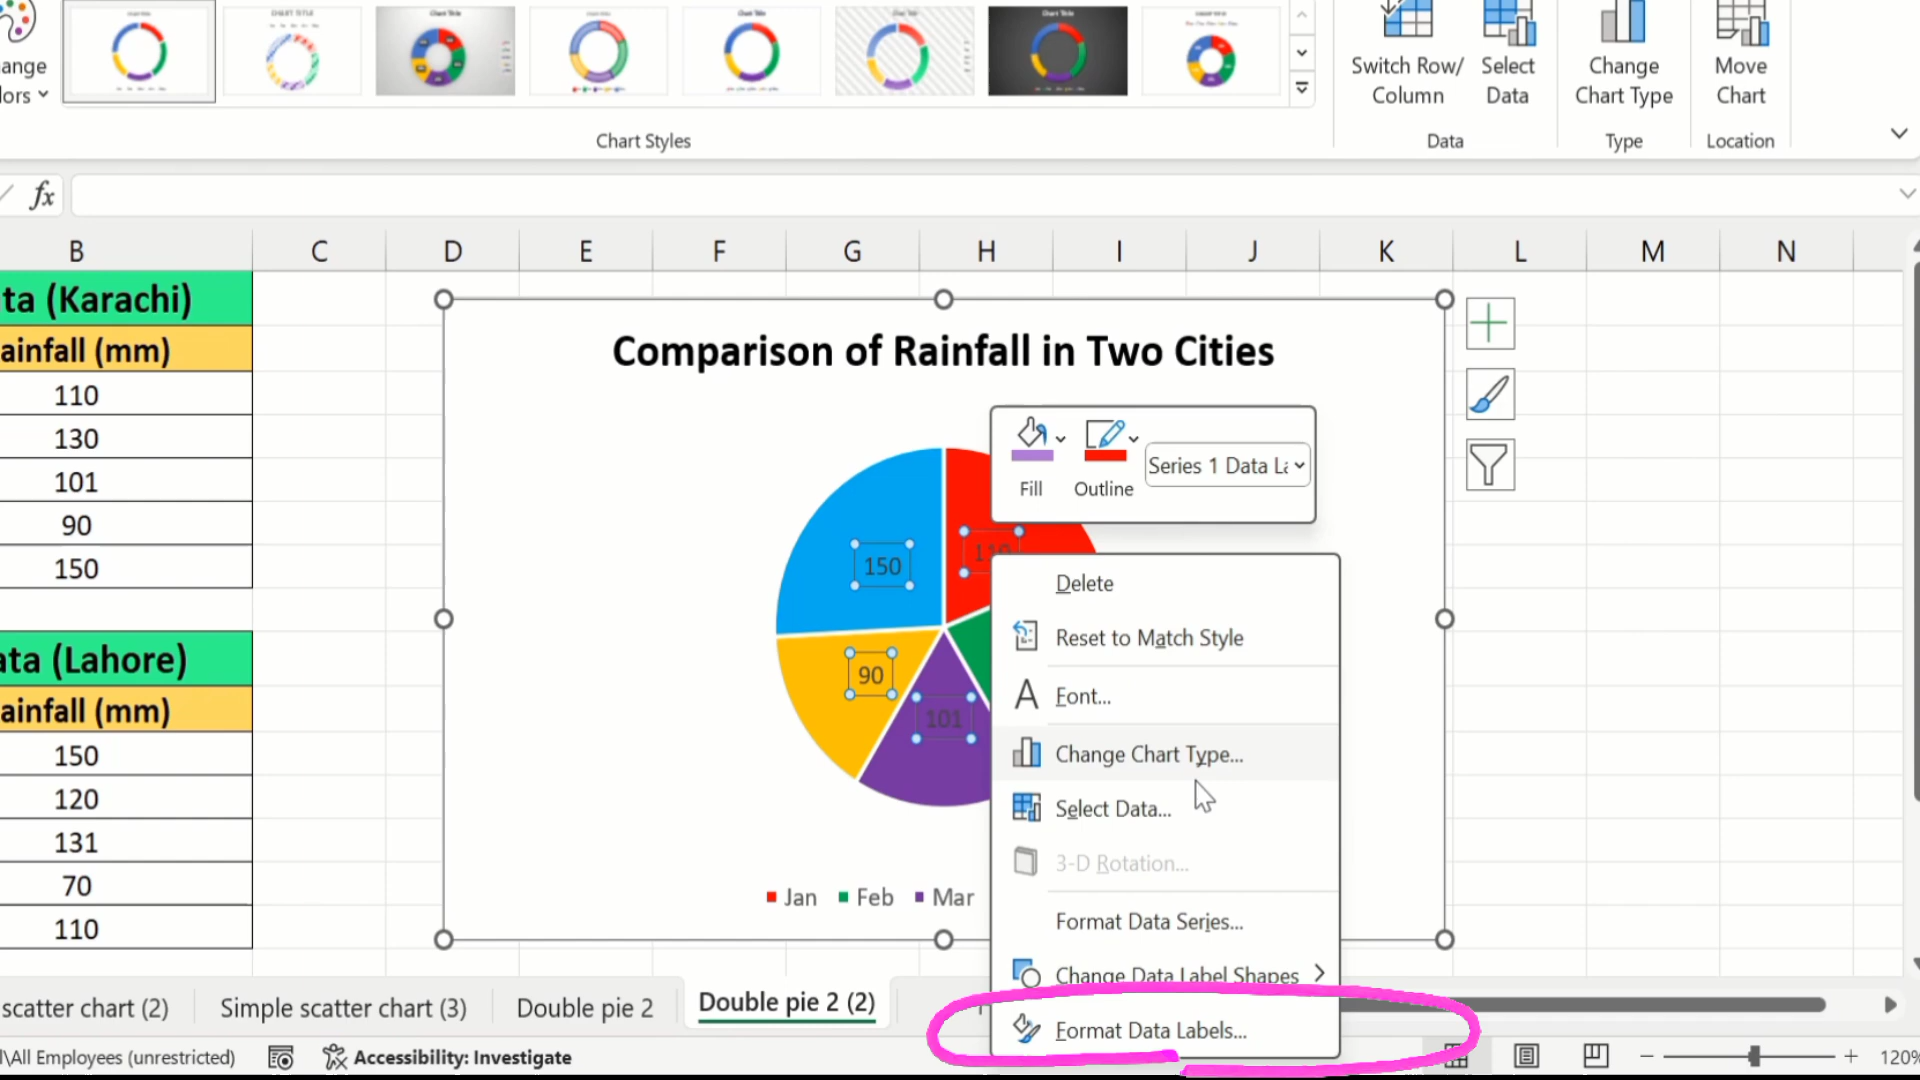 ange
ors
Chart Styles
Switch Row/
Column
Select
Data
Data
Change
Chart Type
Type
Move
Chart
Location
fx
B C D E F G H I J K L M N
ta (Karachi)
ainfall (mm)
110
130
101
90
150
ata (Lahore)
ainfall (mm)
150
120
131
70
110
Comparison of Rainfall in Two Cities
150
110
90
101
Jan Feb Mar
Fill
Outline
Series 1 Data La
Delete
Reset to Match Style
Font...
Change Chart Type...
Select Data...
3-D Rotation...
Format Data Series...
Change Data Label Shapes
Format Data Labels...
scatter chart (2) Simple scatter chart (3) Double pie 2 Double pie 2 (2)
l\All Employees (unrestricted) Accessibility: Investigate
120%